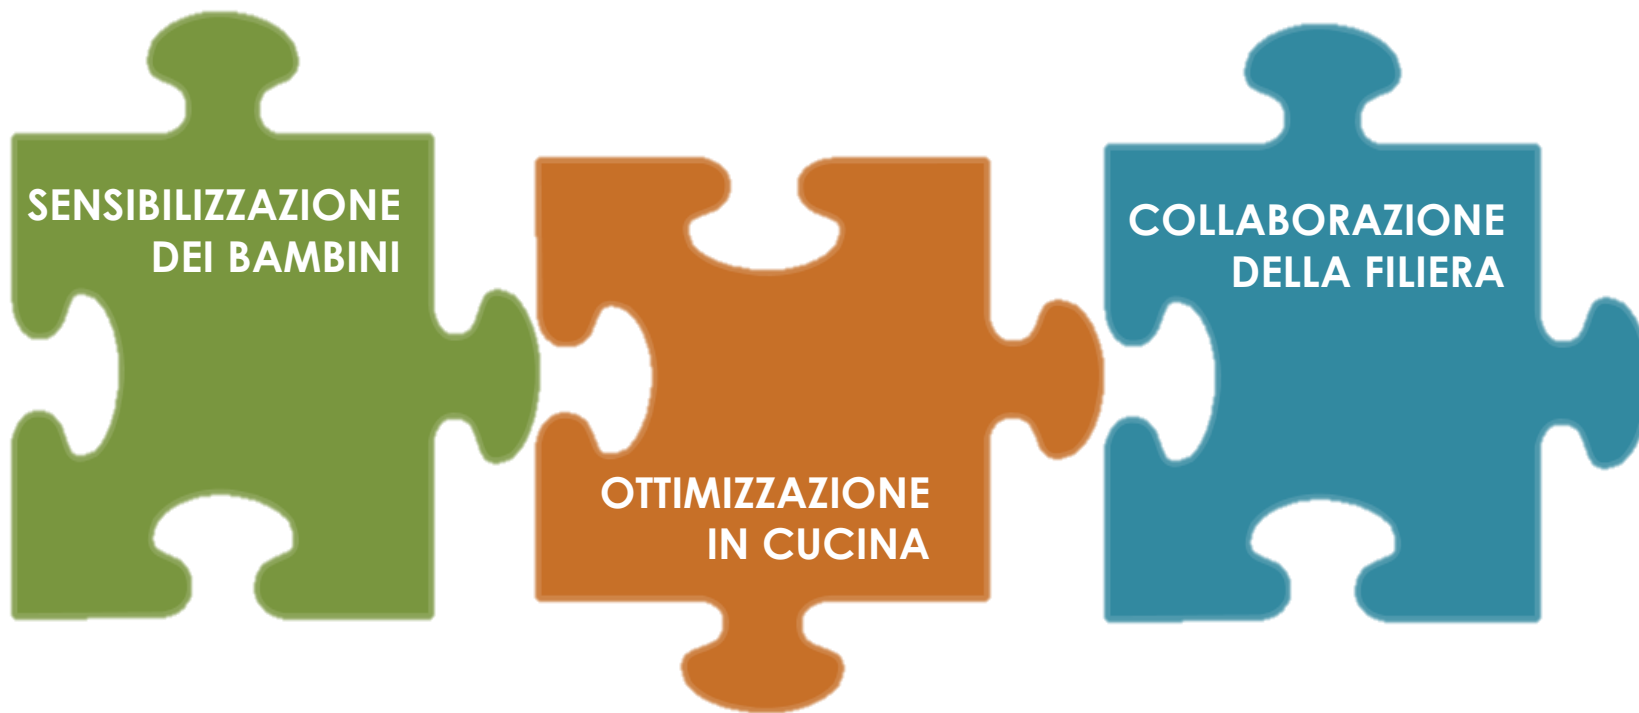 SENSIBILIZZAZIONE
DEI BAMBINI
OTTIMIZZAZIONE
IN CUCINA
COLLABORAZIONE
DELLA FILIERA